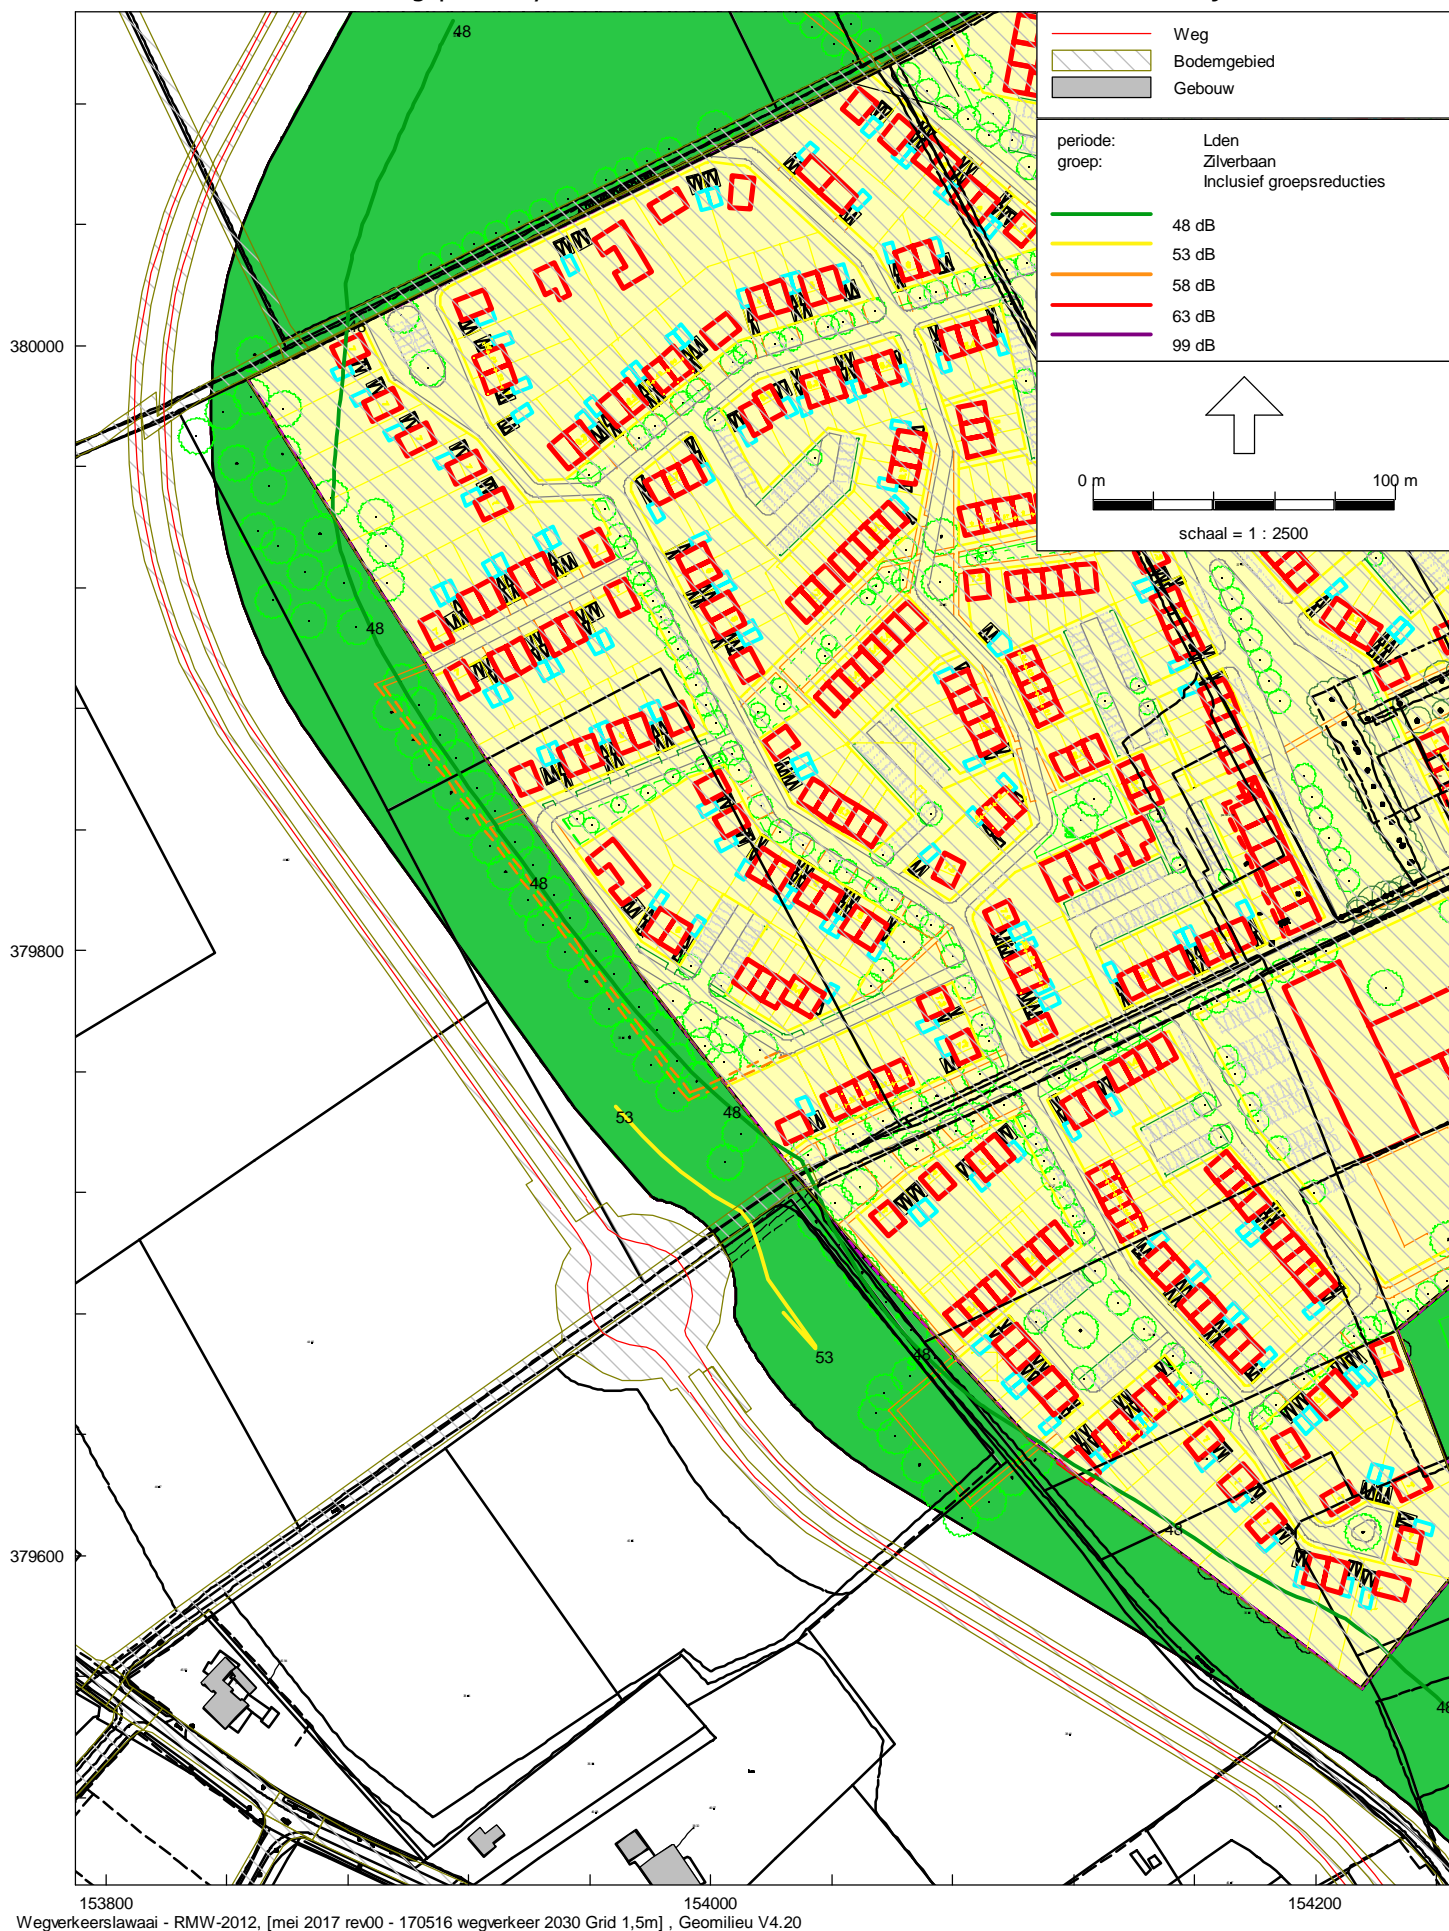 Weg
Bodemgebied
Gebouw
periode: Lden
groep: Zilverbaan
Inclusief groepsreducties
48 dB
53 dB
58 dB
63 dB
99 dB
0 m 100 m
schaal = 1 : 2500
48
48
380000
48
48
379800
53
48
53
48
48
379600
48
153800 154000 154200
Wegverkeerslawaai - RMW-2012, [mei 2017 rev00 - 170516 wegverkeer 2030 Grid 1,5m] , Geomilieu V4.20